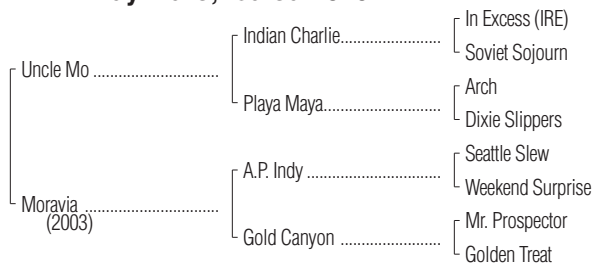 In Excess (IRE)
Indian Charlie
Soviet Sojourn
Uncle Mo
Arch
Playa Maya
Dixie Slippers
Seattle Slew
A.P. Indy
Weekend Surprise
Moravia
(2003)
Mr. Prospector
Gold Canyon
Golden Treat